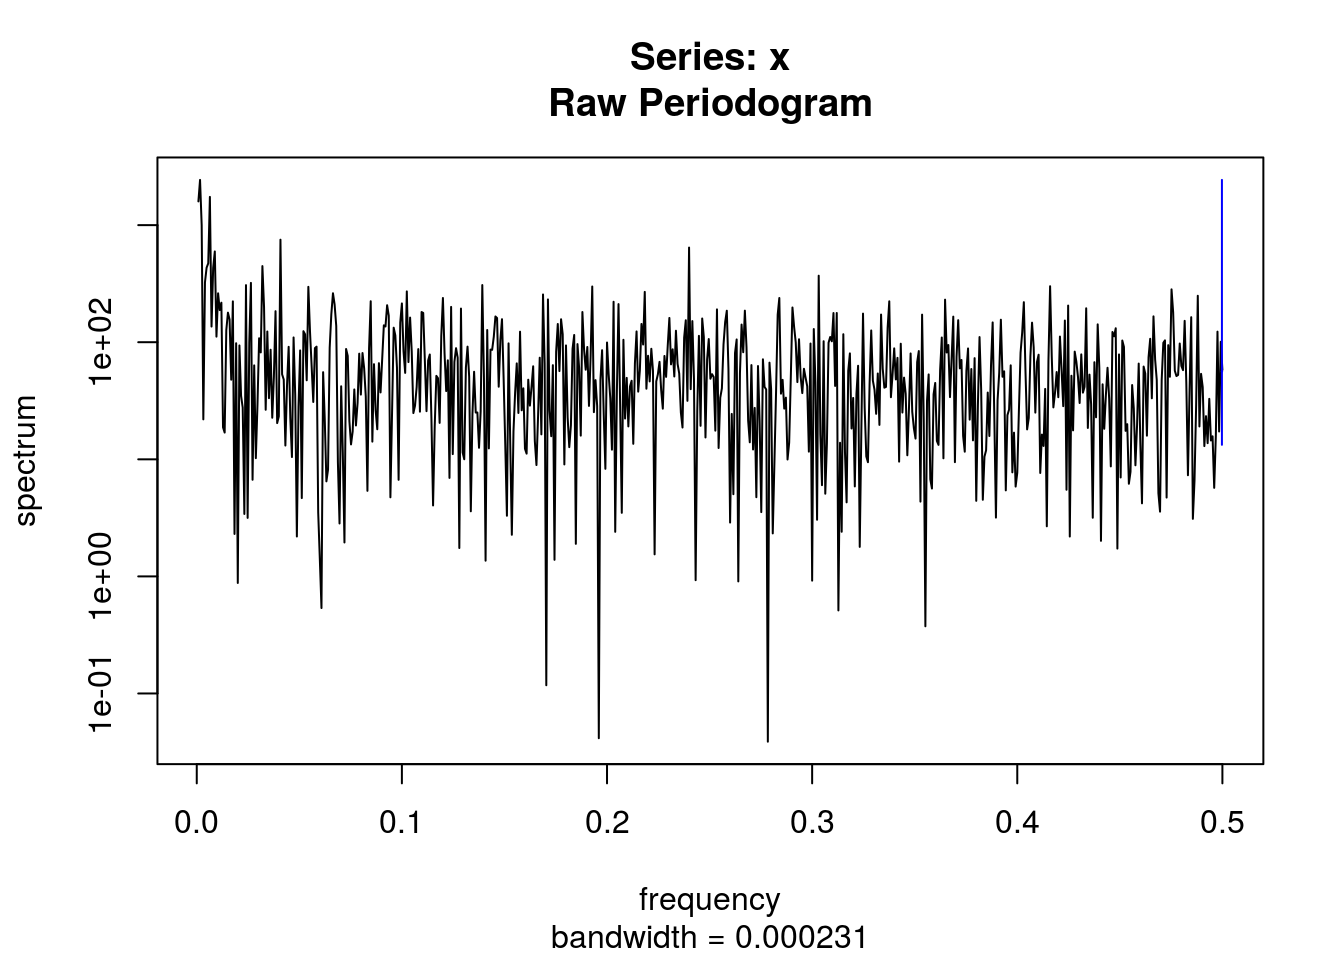 Series: x
Raw Periodogram
spectrum
1e-01
1e+00
1e+02
0.0
0.1
0.2
0.3
0.4
0.5
frequency
bandwidth = 0.000231